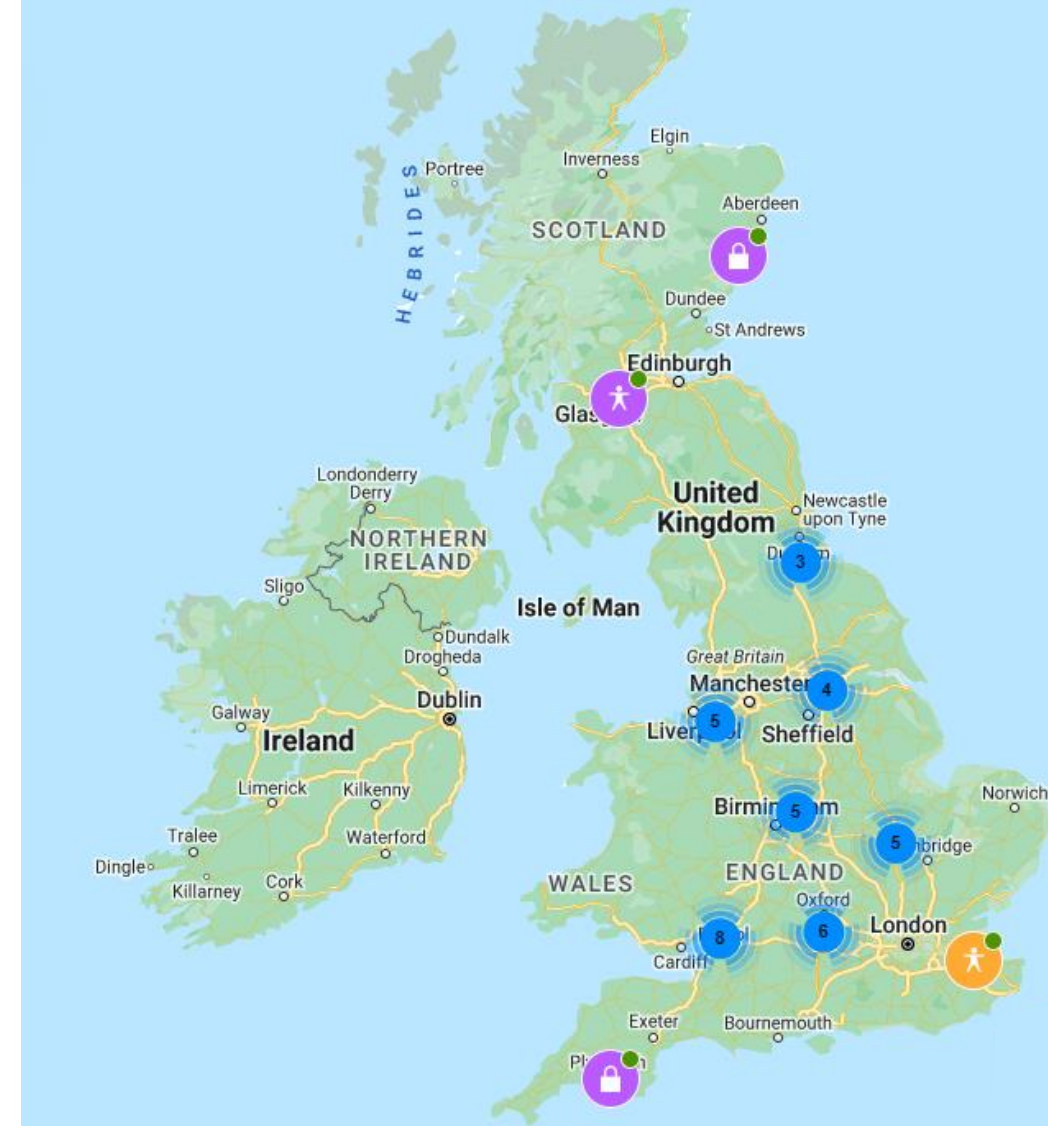 Elgin
Inverness
Portree
HEBRIDES
Aberdeen
SCOTLAND
Dundee
St Andrews
Edinburgh
Londonderry
Derry
United
Kingdom
Newcastle
upon Tyne
NORTHERN
IRELAND
3
Sligo
Isle of Man
Dundalk
Drogheda
Great Britain
Manchester
4
Dublin
Galway
5
Ireland
Sheffield
Limerick
Kilkenny
Norwich
Birmingham
5
Tralee
Waterford
5
Dingle
Killarney
Cork
WALES
ENGLAND
Oxford
London
8
6
Cardiff
Exeter
Bournemouth